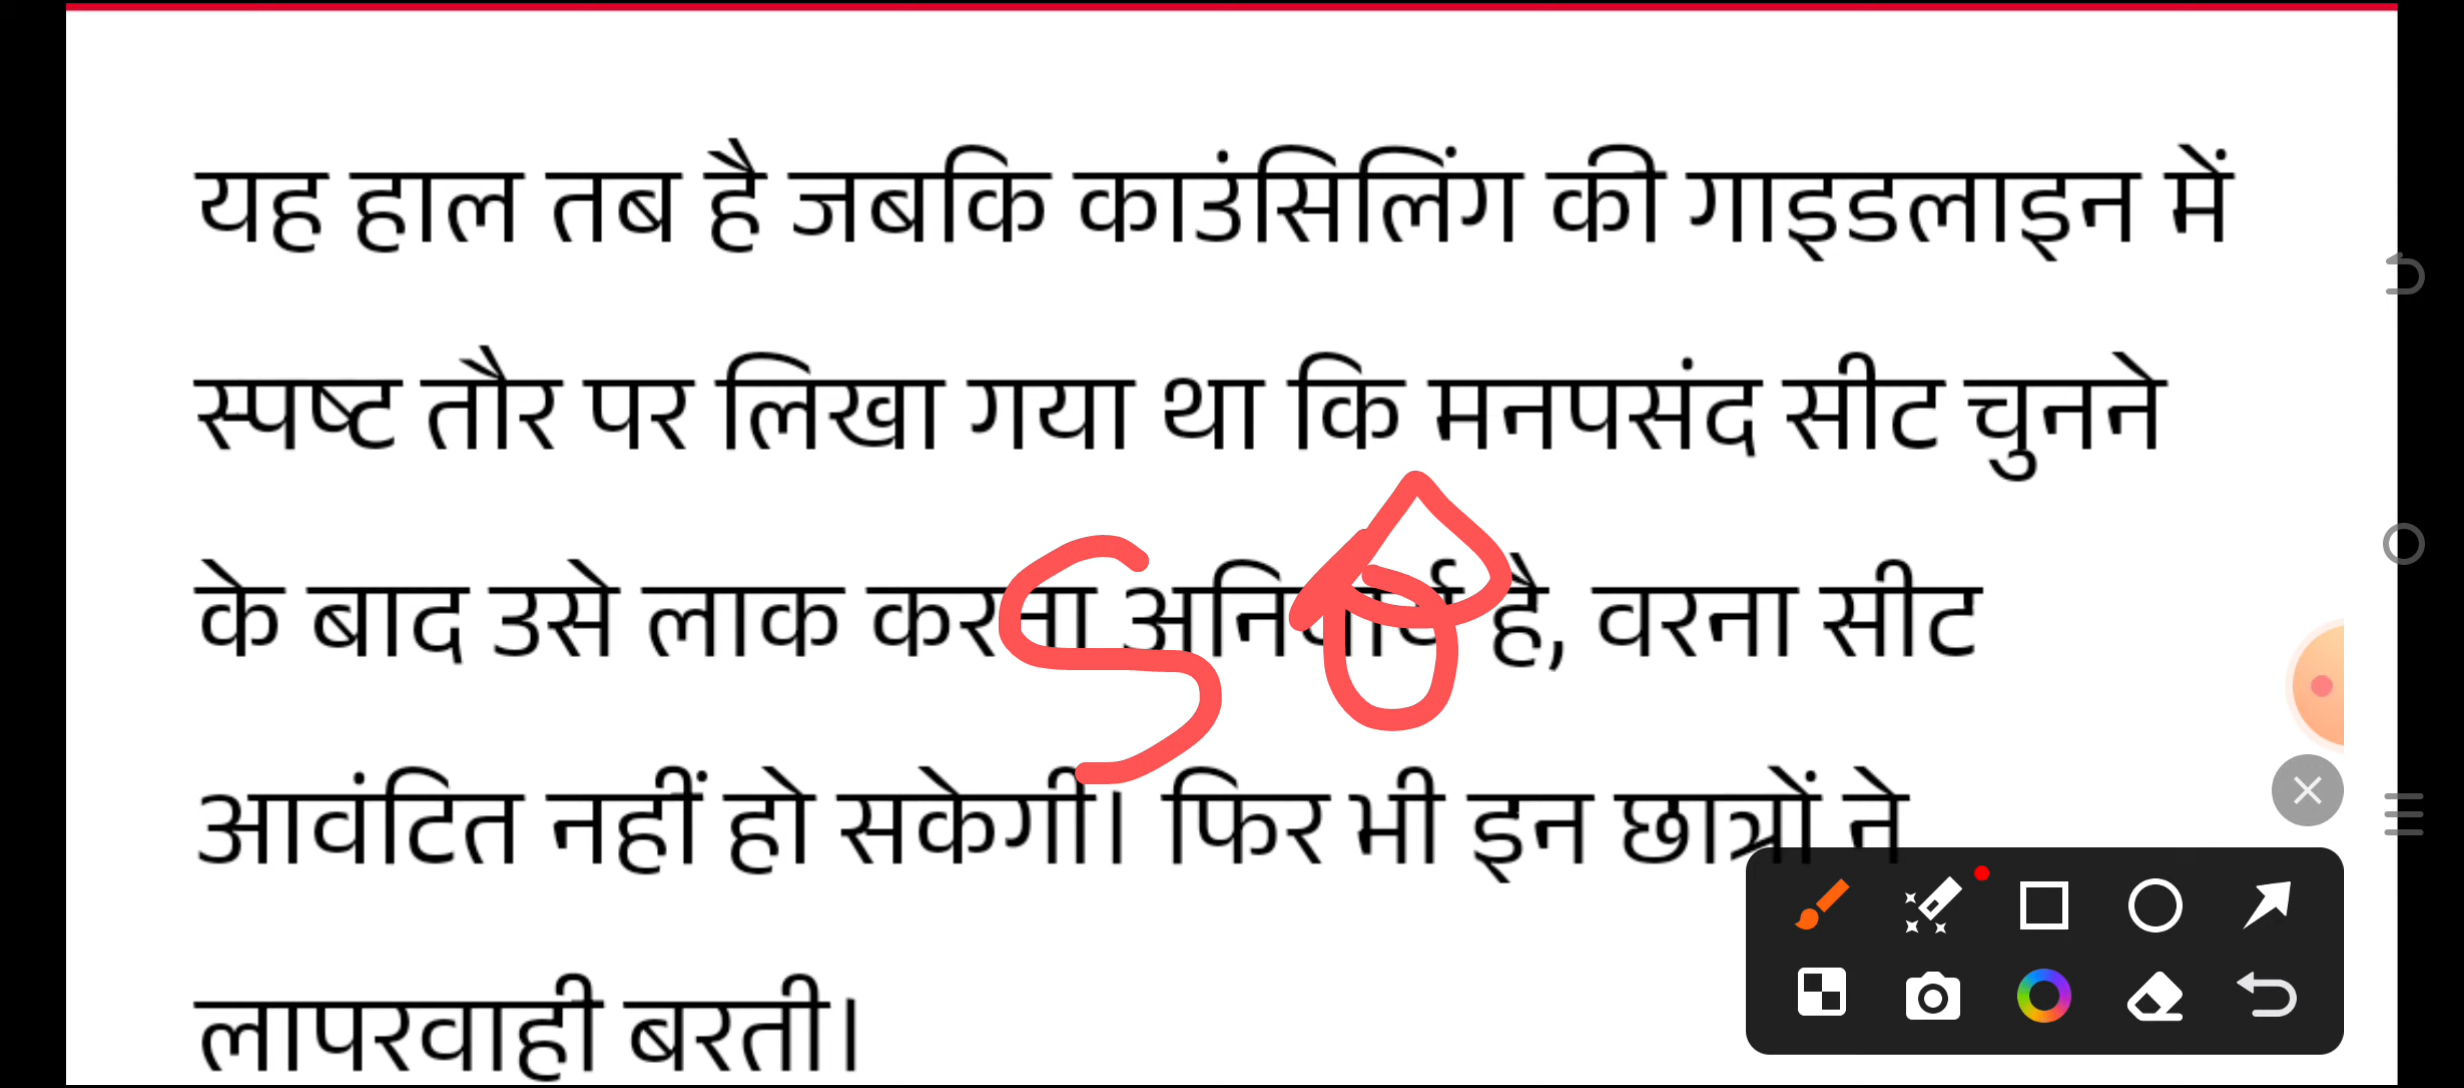 यह हाल तब है जबकि काउंसिलिंग की गाइडलाइन में
स्पष्ट तौर पर लिखा गया था कि मनपसंद सीट चुनने
के बाद उसे लाक करना अनिवार्य है, वरना सीट
आवंटित नहीं हो सकेगी। फिर भी इन छात्रों ने
लापरवाही बरती।